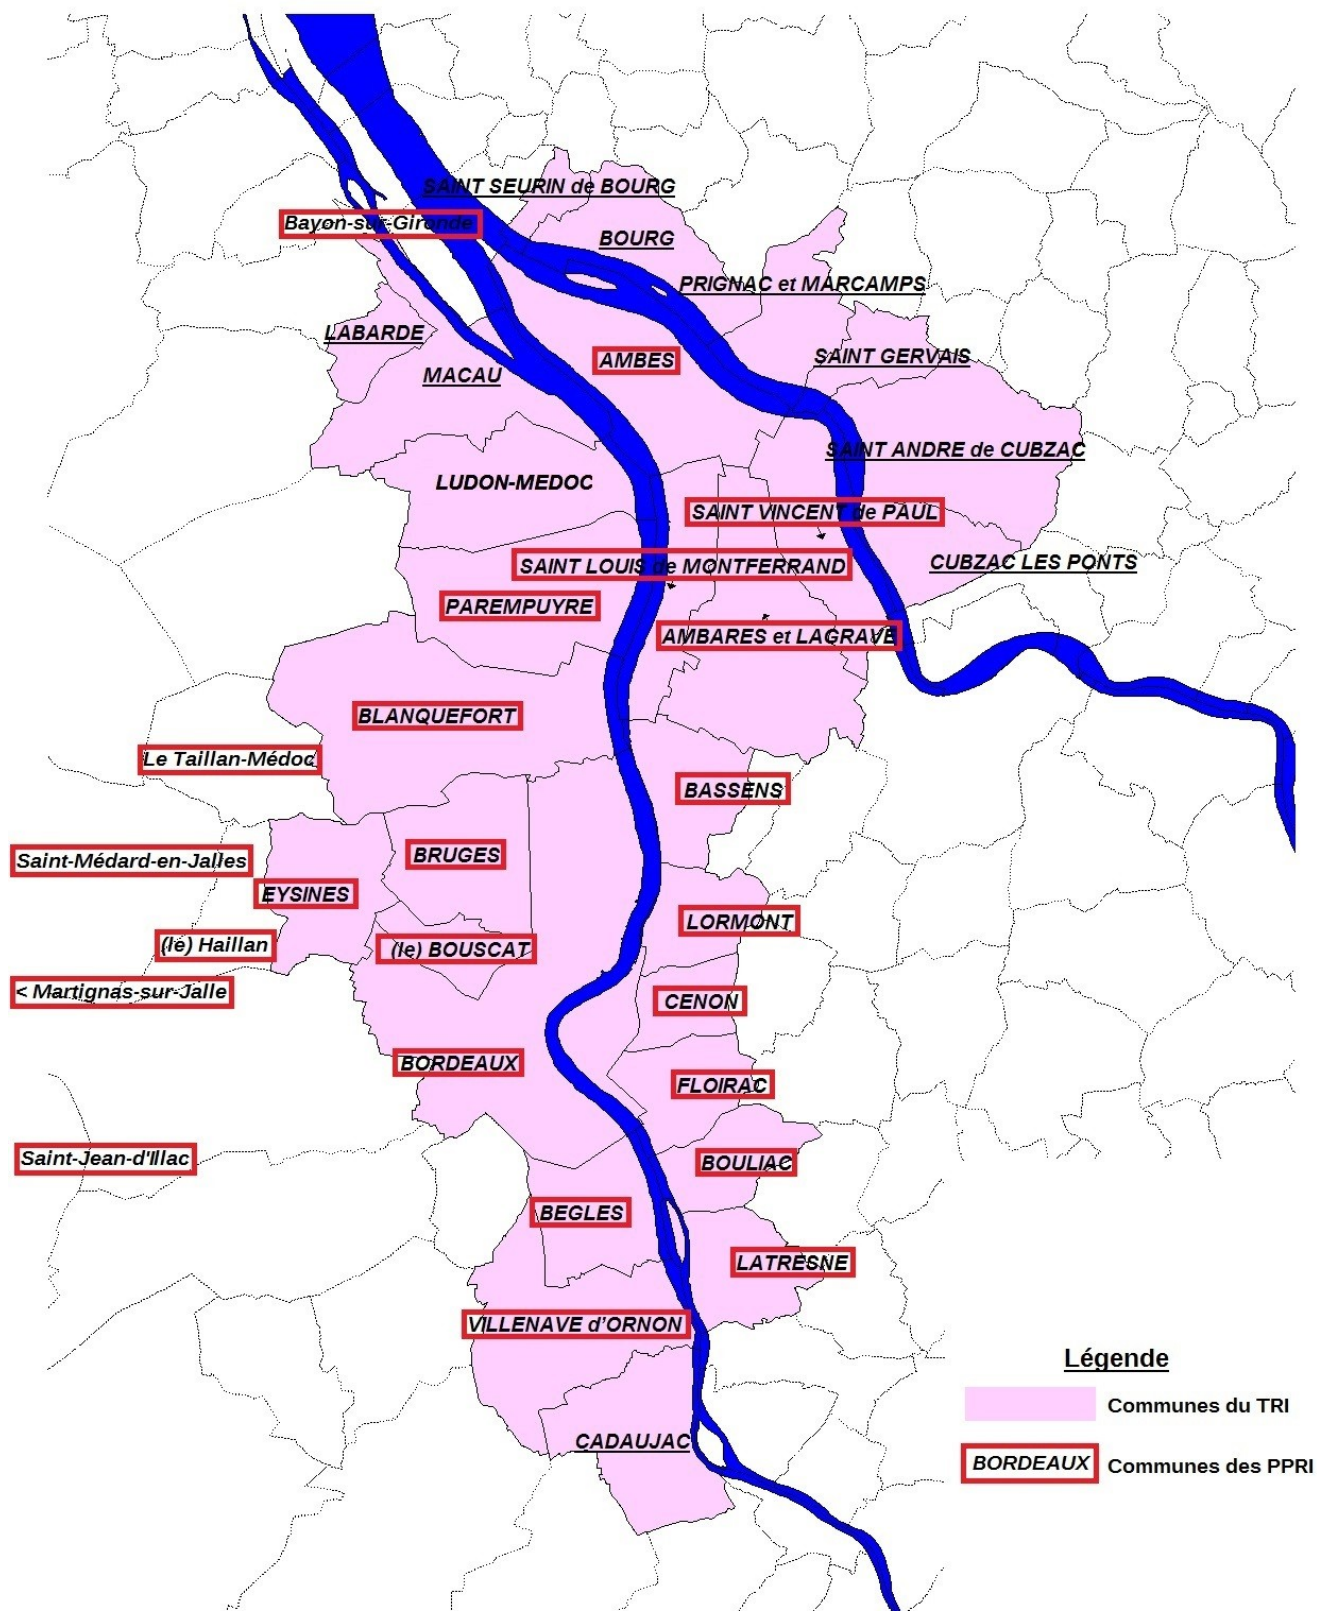 SAINT SEURIN de BOURG
Bayon-sur-Gironde
BOURG
PRIGNAC et MARCAMPS
LABARDE
AMBES
SAINT GERVAIS
MACAU
SAINT ANDRE de CUBZAC
LUDON-MEDOC
SAINT VINCENT de PAUL
SAINT LOUIS de MONTFERRAND
CUBZAC LES PONTS
PAREMPUYRE
AMBARES et LAGRAVE
BLANQUEFORT
Le Taillan-Médoc
BASSENS
BRUGES
Saint-Médard-en-Jalles
EYSINES
LORMONT
(le) Haillan
(le) BOUSCAT
< Martignas-sur-Jalle
CENON
BORDEAUX
FLOIRAC
Saint-Jean-d'Illac
BOULIAC
BEGLES
LATRESNE
VILLENAVE d'ORNON
Légende
Communes du TRI
CADAUJAC
BORDEAUX Communes des PPRI